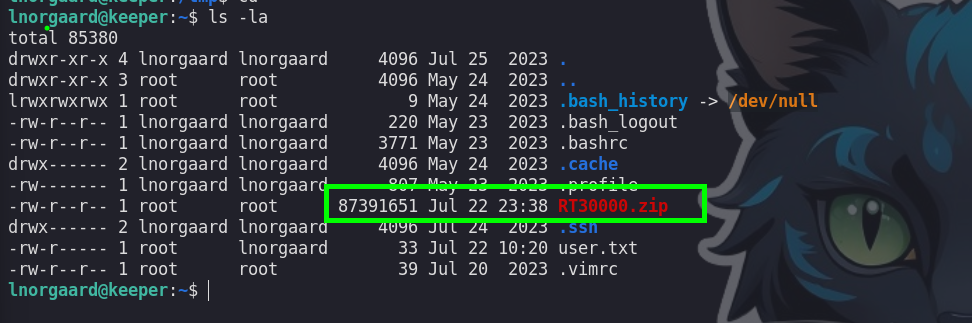 lnorgaard@keeper:~$ ls -la
total 85380
drwxr-xr-x 4 lnorgaard lnorgaard     4096 Jul 25  2023 .
drwxr-xr-x 3 root      root          4096 May 24  2023 ..
lrwxrwxrwx 1 root      root             9 May 24  2023 .bash_history -> /dev/null
-rw-r--r-- 1 lnorgaard lnorgaard      220 May 23  2023 .bash_logout
-rw-r--r-- 1 lnorgaard lnorgaard     3771 May 23  2023 .bashrc
drwx------ 2 lnorgaard lnorgaard     4096 May 24  2023 .cache
-rw------- 1 lnorgaard lnorgaard      807 May 23  2023 .profile
-rw-r--r-- 1 root      root      87391651 Jul 22 23:38 RT30000.zip
drwx------ 2 lnorgaard lnorgaard     4096 Jul 24  2023 .ssh
-rw-r----- 1 root      lnorgaard       33 Jul 22 10:20 user.txt
-rw-r--r-- 1 root      root            39 Jul 20  2023 .vimrc
lnorgaard@keeper:~$